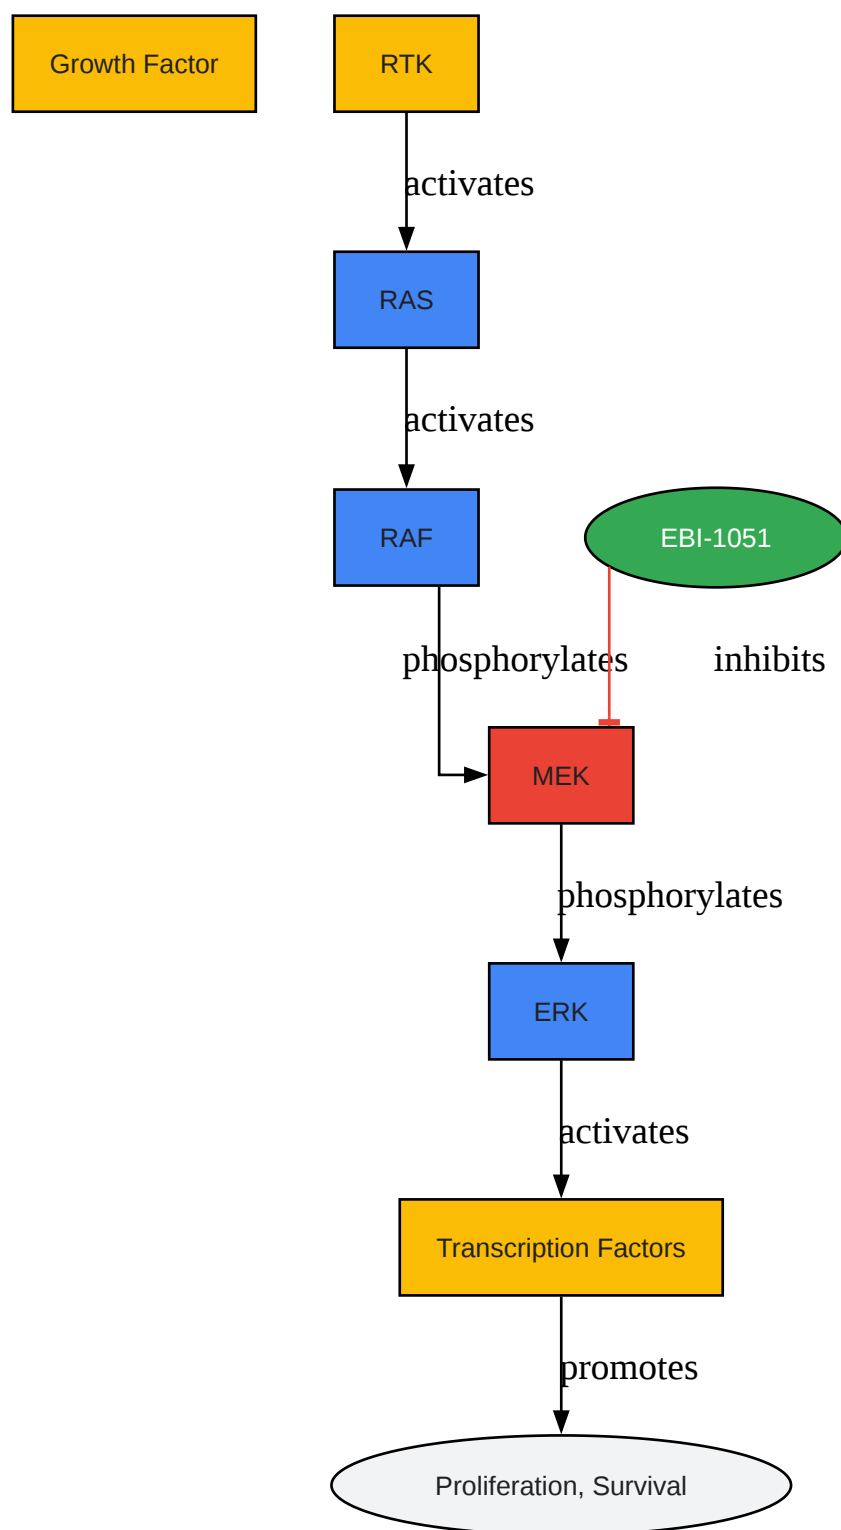 Growth Factor
RTK
activates
RAS
activates
RAF
EBI-1051
phosphorylates
inhibits
MEK
phosphorylates
ERK
activates
Transcription Factors
promotes
Proliferation, Survival